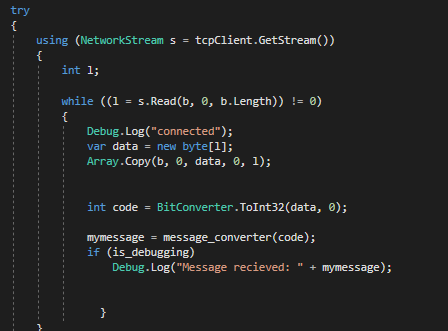 try
{
using (NetworkStream s = tcpClient.GetStream())
{
int l;
while ((l = s.Read(b, 0, b.Length)) != 0)
{
Debug.Log("connected");
var data = new byte[l];
Array.Copy(b, 0, data, 0, l);
int code = BitConverter.ToInt32(data, 0);
mymessage = message_converter(code);
if (is_debugging)
Debug.Log("Message recieved: " + mymessage);
}
}